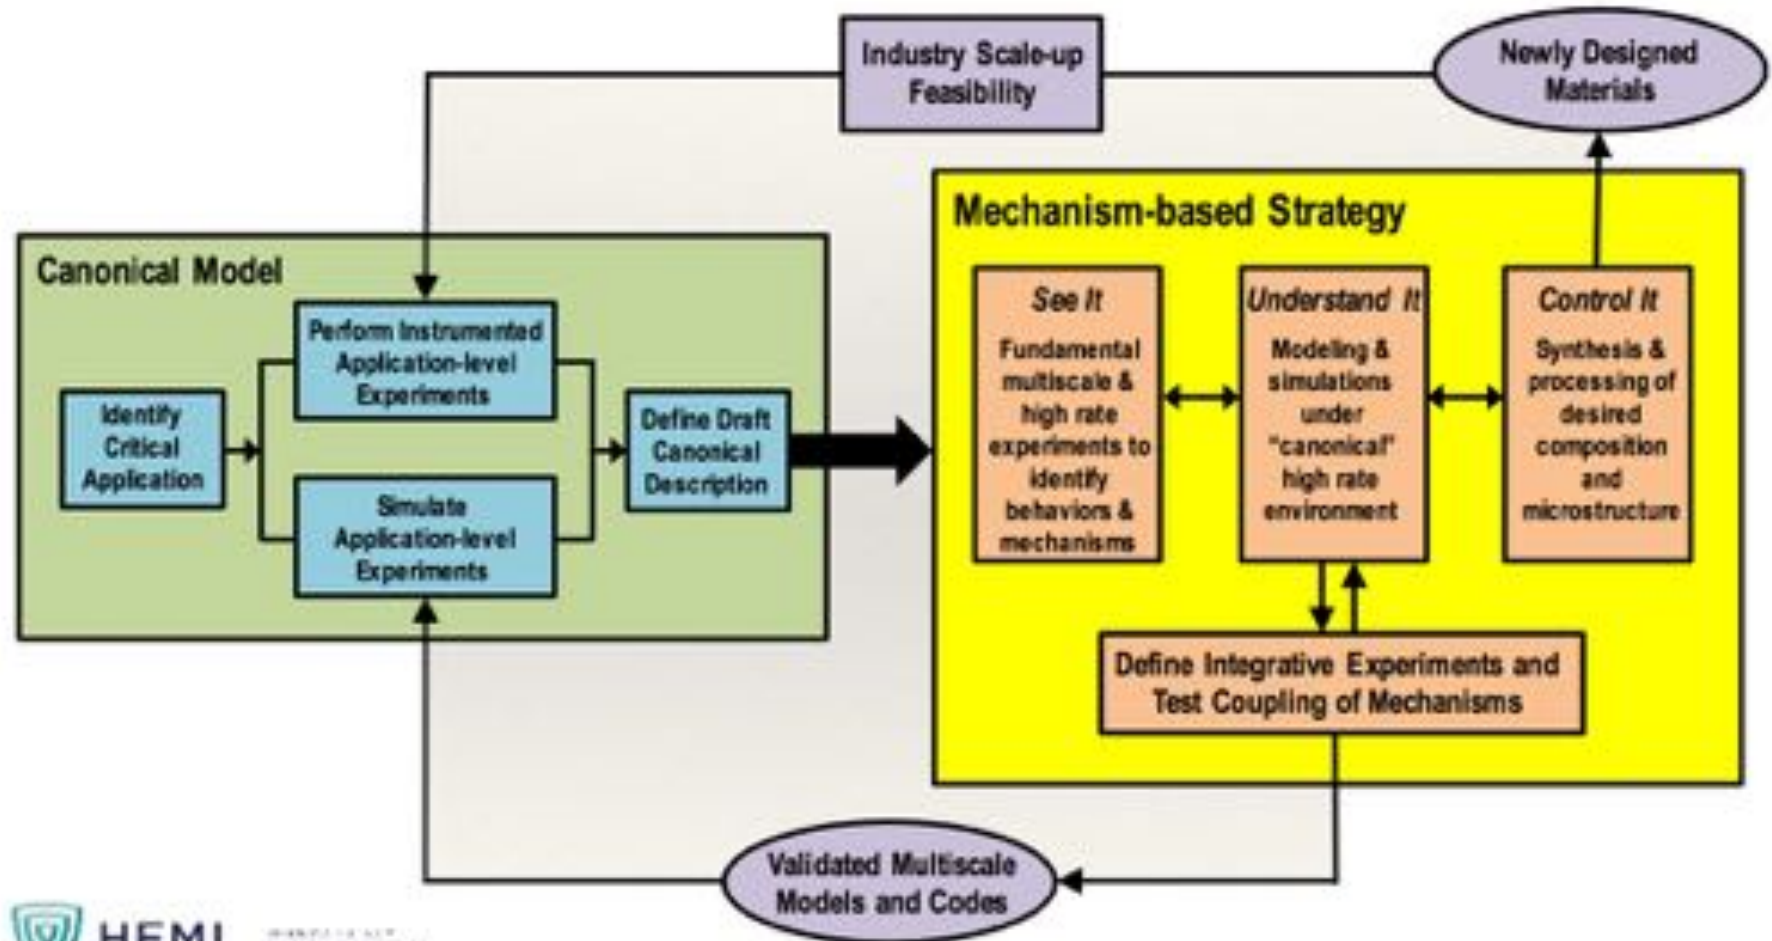 Industry Scale-up
Feasibility
Newly Designed
Materials
Canonical Model
Identify
Critical
Application
Perform Instrumented
Application-level
Experiments
Simulate
Application-level
Experiments
Define Draft
Canonical
Description
Mechanism-based Strategy
See It
Fundamental
multiscale &
high rate
experiments to
identify
behaviors &
mechanisms
Understand It
Modeling &
simulations
under
"canonical"
high rate
environment
Control It
Synthesis &
processing of
desired
composition
and
microstructure
Define Integrative Experiments and
Test Coupling of Mechanisms
Validated Multiscale
Models and Codes
HEMI